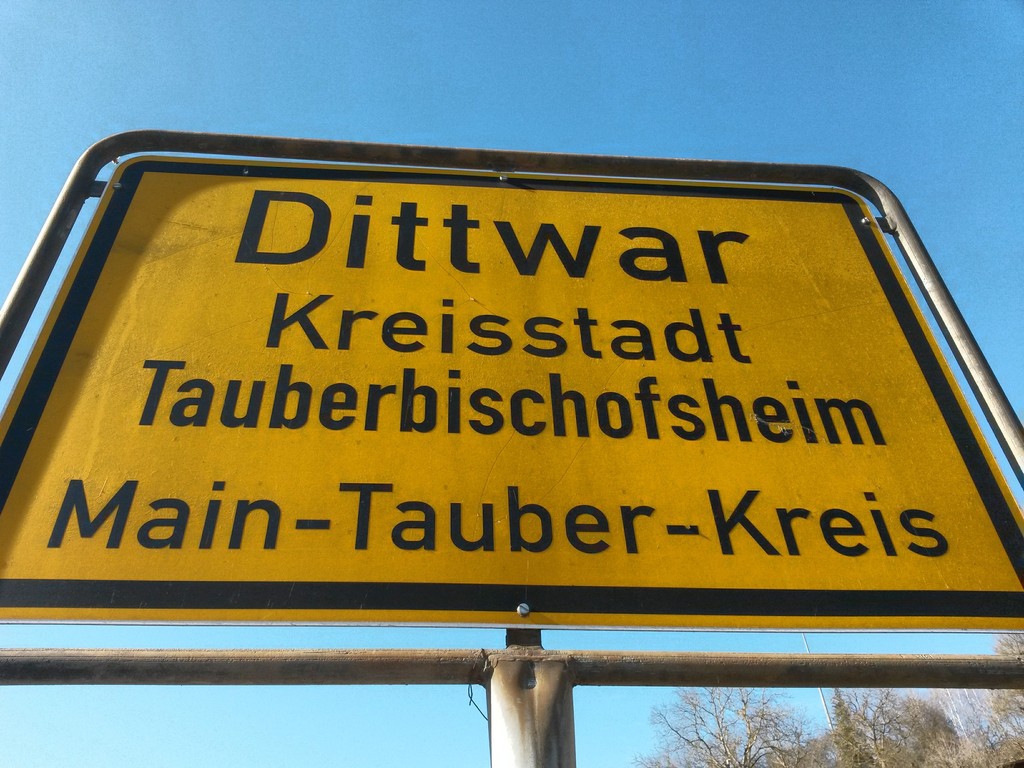 Dittwar
Kreisstadt
Tauberbischofsheim
Main-Tauber-Kreis